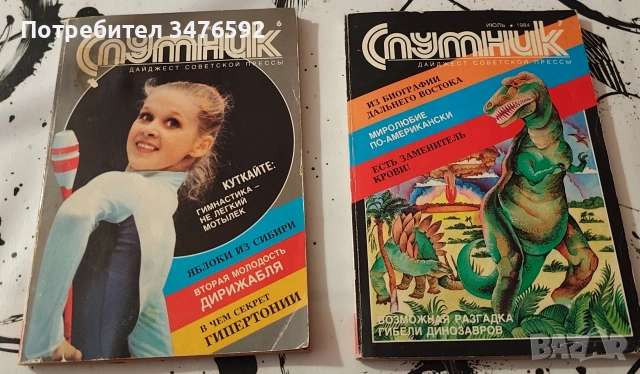 Потребител 3476592
Спутник
ДАЙДЖЕСТ СОВЕТСКОЙ ПРЕССЫ
КУТКАЙТЕ:
ГИМНАСТИКА –
НЕ ЛЕГКИЙ
МОТЫЛЕК
ЯБЛОКИ ИЗ СИБИРИ
ВТОРАЯ МОЛОДОСТЬ
ДИРИЖАБЛЯ
В ЧЕМ СЕКРЕТ
ГИПЕРТОНИИ
ИЮЛЬ • 1984
Спутник
ДАЙДЖЕСТ СОВЕТСКОЙ ПРЕССЫ
ИЗ БИОГРАФИИ
ДАЛЬНЕГО ВОСТОКА
МИРОЛЮБИЕ
ПО-АМЕРИКАНСКИ
ЕСТЬ ЗАМЕНИТЕЛЬ
КРОВИ!
ВОЗМОЖНАЯ РАЗГАДКА
ГИБЕЛИ ДИНОЗАВРОВ
BAZAR